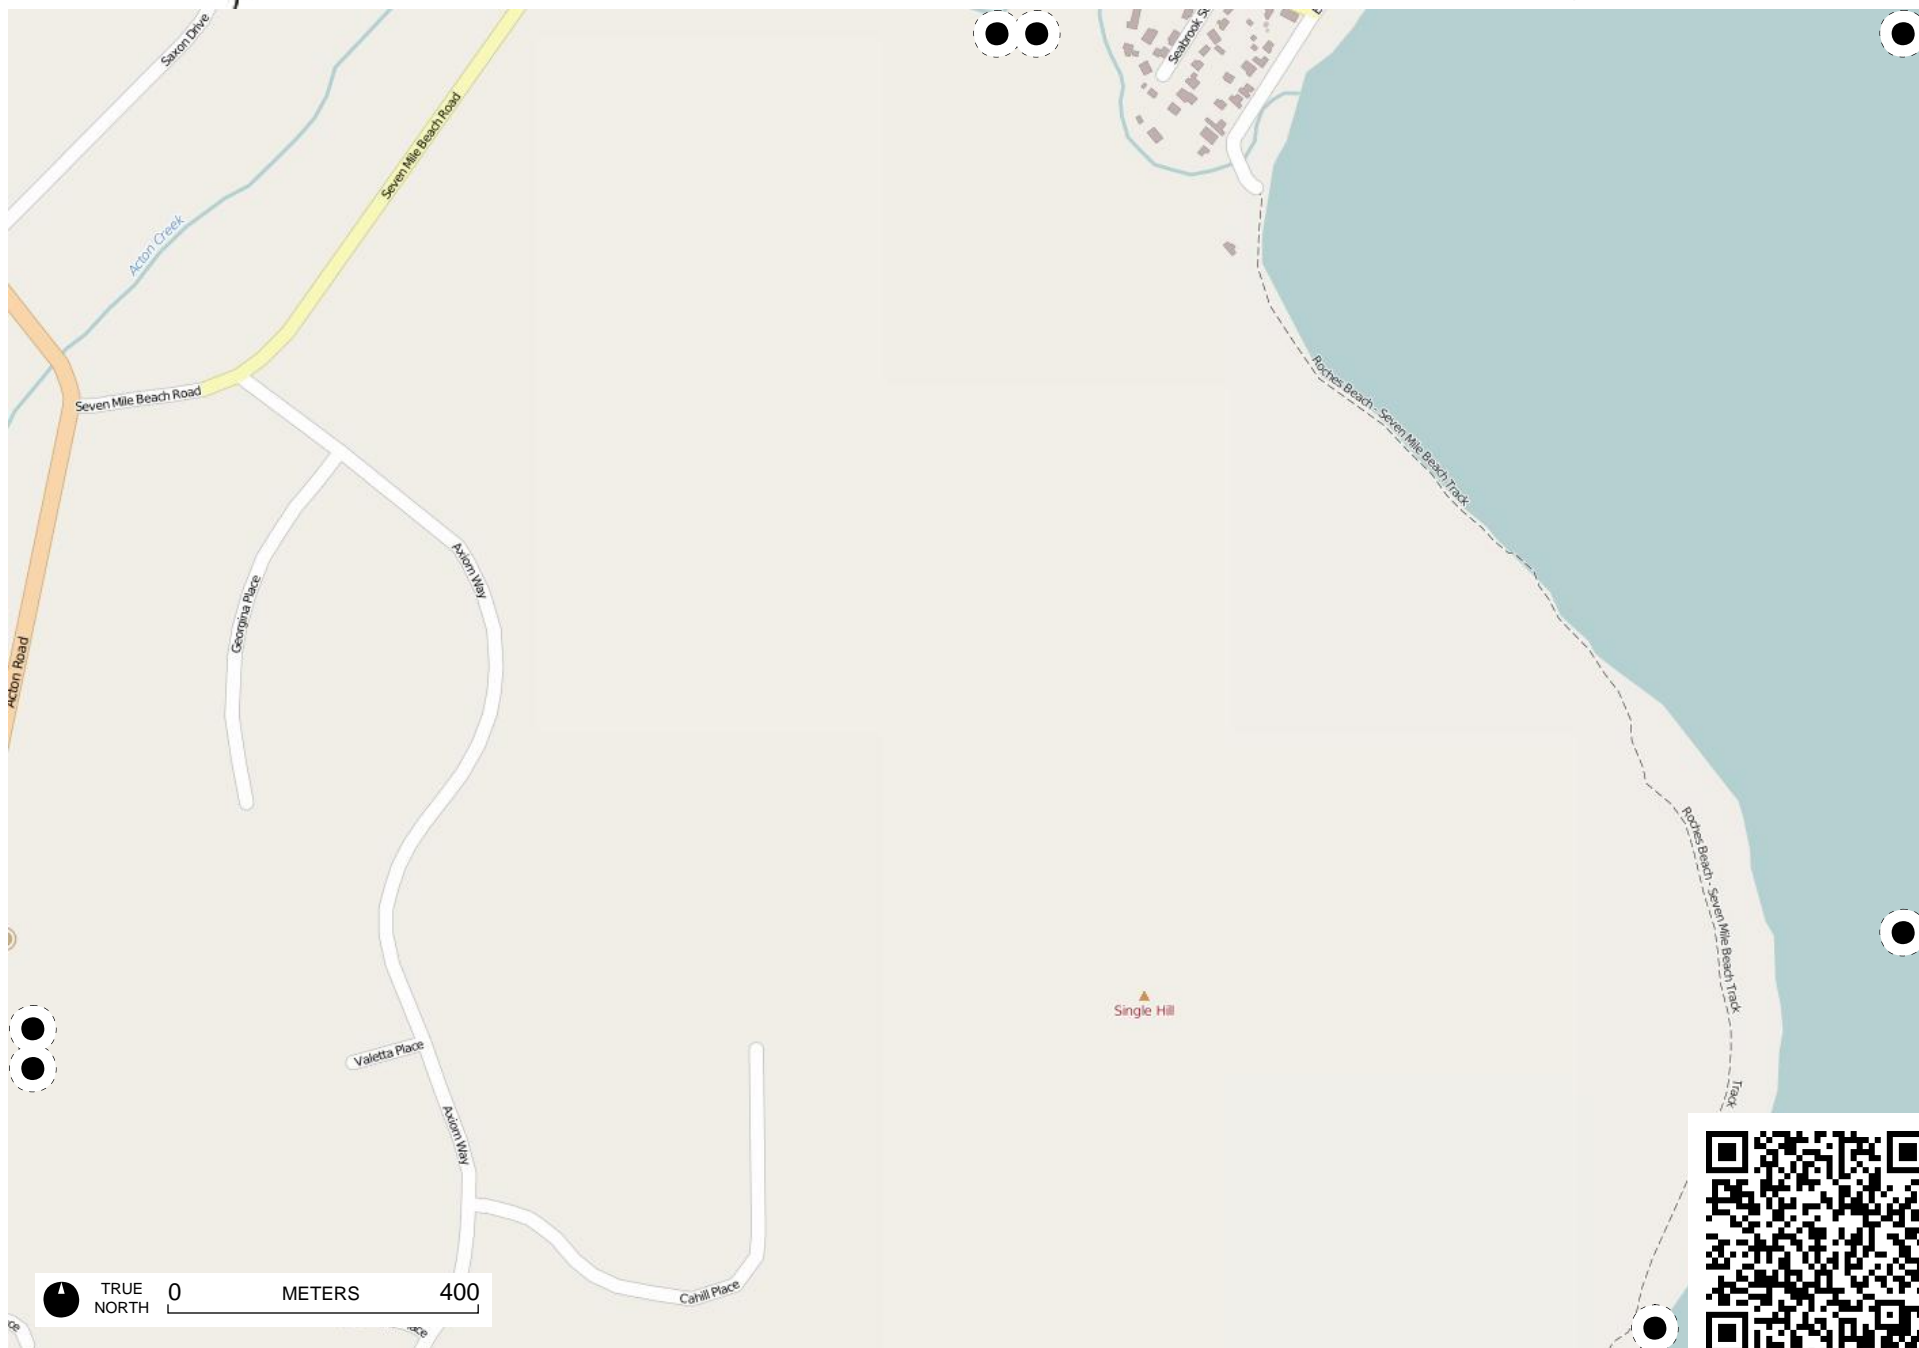 Saxon Drive
Seven Mile Beach Road
Acton Creek
Seven Mile Beach Road
Roches Beach - Seven Mile Beach Track
Axiom Way
Georgina Place
Acton Road
Roches Beach - Seven Mile Beach Track
Single Hill
Valetta Place
Track
Axiom Way
Cahill Place
TRUE
NORTH
0 METERS 400